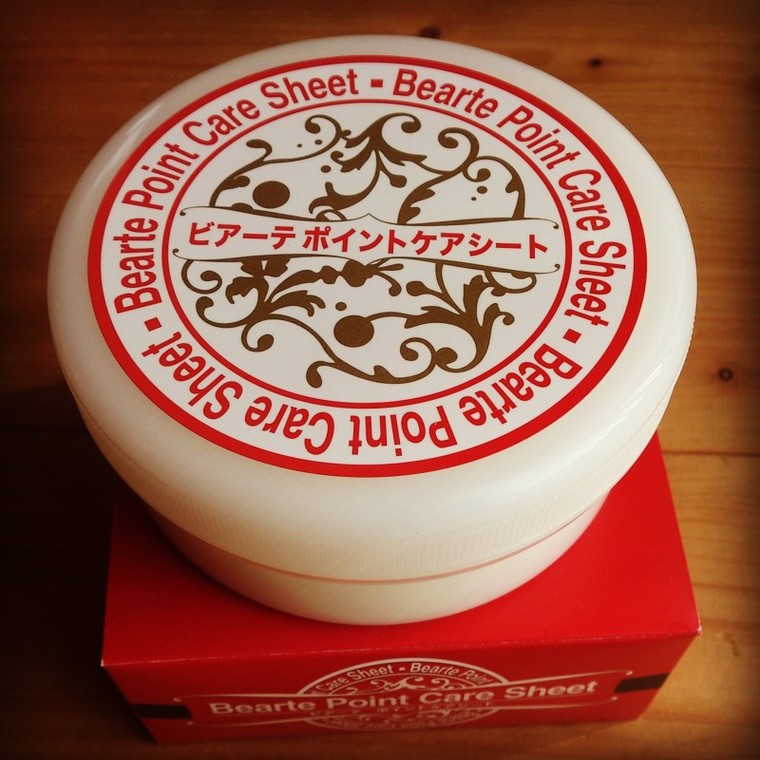 Bearte Point Care Sheet - Bearte Point Care Sheet - Bearte Point Care Sheet -
ビアーテ ポイントケアシート
Care Sheet - Bearte Point
Bearte Point Care Sheet